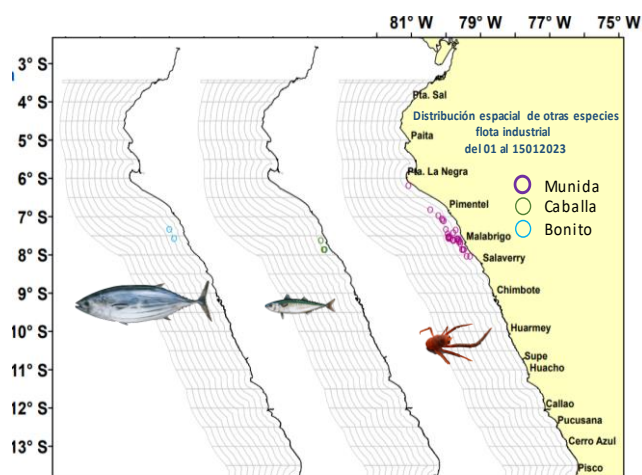 81° W
79° W
77° W
75° W
3° S
4° S
5° S
6° S
7° S
8° S
9° S
10° S
11° S
12° S
13° S
Pta. Sal
Paita
Pta. La Negra
Pimentel
Malabrigo
Salaverry
Chimbote
Huarmey
Supe
Huacho
Callao
Pucusana
Cerro Azul
Pisco
Distribución espacial de otras especies
flota industrial
del 01 al 15012023
Munida
Caballa
Bonito